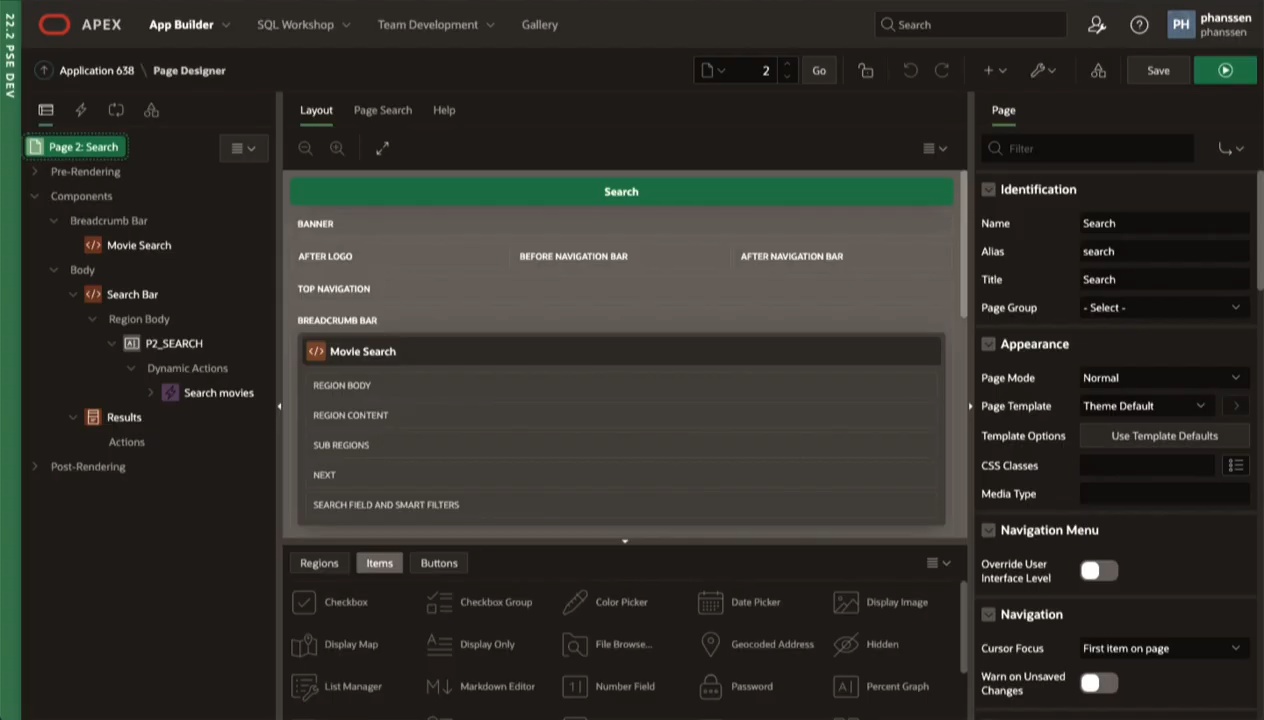 22.2 PSE DEV
APEX
App Builder
SQL Workshop
Team Development
Gallery
Search
PH
phanssen
phanssen
Application 638 \ Page Designer
2
Go
Save
Page 2: Search
Pre-Rendering
Components
Breadcrumb Bar
</> Movie Search
Body
</> Search Bar
Region Body
P2_SEARCH
Dynamic Actions
Search movies
Results
Actions
Post-Rendering
Layout
Page Search
Help
Search
BANNER
AFTER LOGO
BEFORE NAVIGATION BAR
AFTER NAVIGATION BAR
TOP NAVIGATION
BREADCRUMB BAR
</> Movie Search
REGION BODY
REGION CONTENT
SUB REGIONS
NEXT
SEARCH FIELD AND SMART FILTERS
Regions
Items
Buttons
Checkbox
Checkbox Group
Color Picker
Date Picker
Display Image
Display Map
Display Only
File Browse...
Geocoded Address
Hidden
List Manager
Markdown Editor
Number Field
Password
Percent Graph
Page
Filter
Identification
Name
Search
Alias
search
Title
Search
Page Group
- Select -
Appearance
Page Mode
Normal
Page Template
Theme Default
Template Options
Use Template Defaults
CSS Classes
Media Type
Navigation Menu
Override User
Interface Level
Navigation
Cursor Focus
First item on page
Warn on Unsaved
Changes